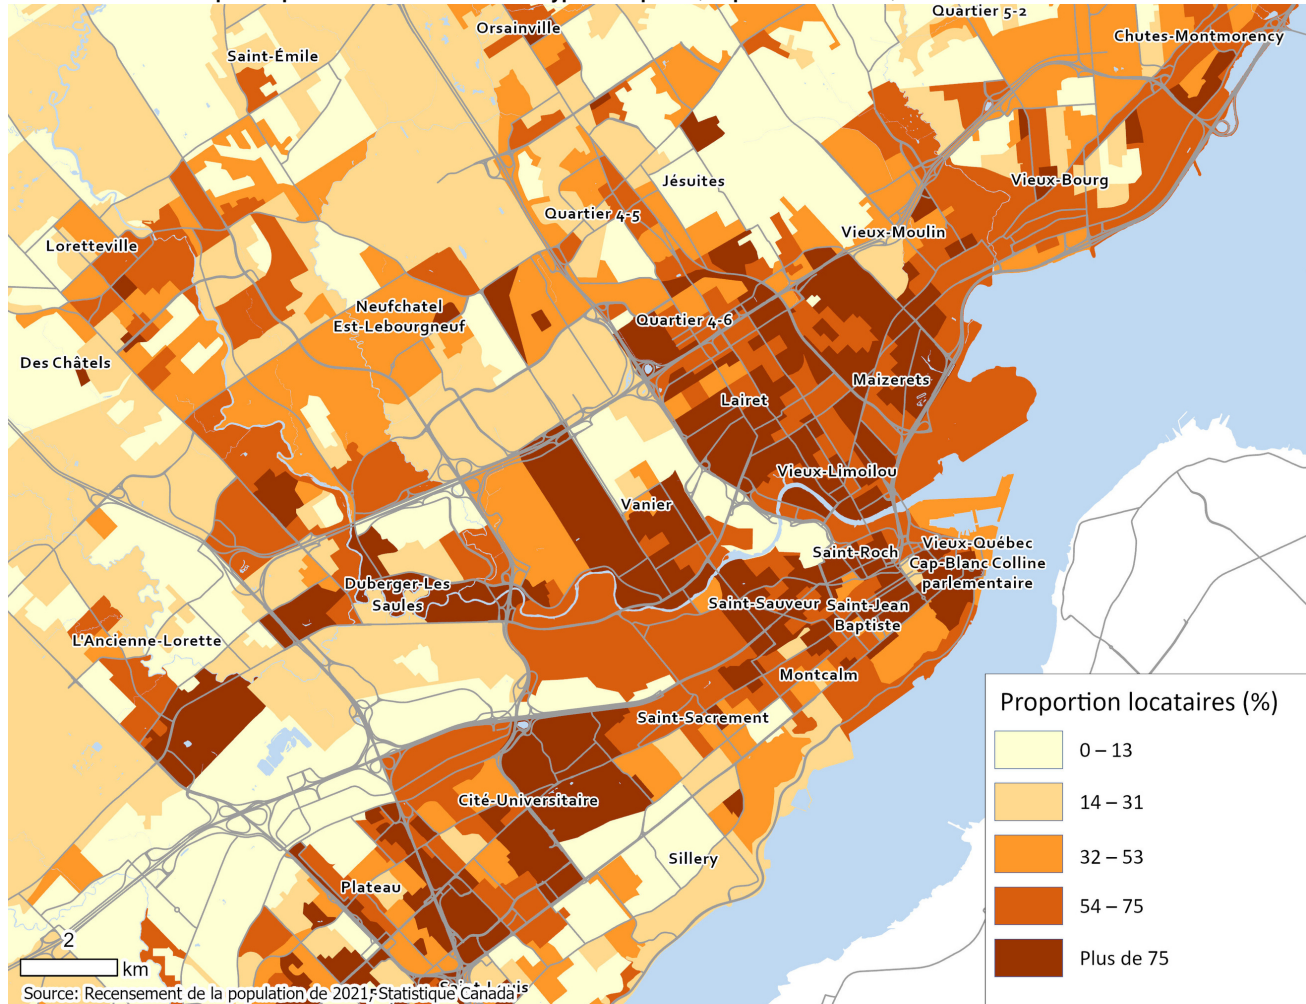 Orsainville
Quartier 5-2
Chutes-Montmorency
Saint-Émile
Jésuites
Vieux-Bourg
Quartier 4-5
Vieux-Moulin
Loretteville
Neufchatel
Est-Lebourgneuf
Quartier 4-6
Des Châtels
Maizerets
Lairet
Vieux-Limoilou
Vanier
Saint-Roch
Vieux-Québec
Cap-Blanc Colline
parlementaire
Duberger-Les
Saules
Saint-Sauveur
Saint-Jean
Baptiste
L'Ancienne-Lorette
Montcalm
Saint-Sacrement
Cité-Universitaire
Sillery
Plateau
Saint-Louis
Proportion locataires (%)
0 – 13
14 – 31
32 – 53
54 – 75
Plus de 75
2
km
Source: Recensement de la population de 2021, Statistique Canada